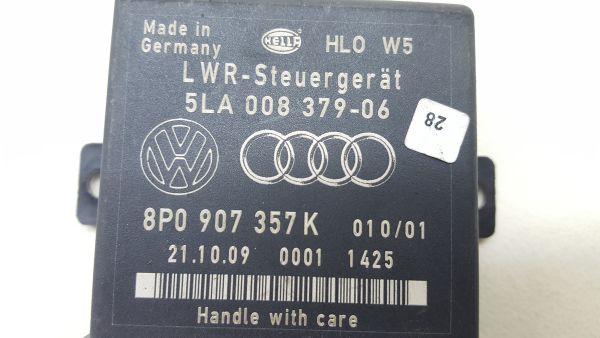 Made in
Germany
HELLA
HLO W5
LWR-Steuergerät
5LA 008 379-06
28
8P0 907 357K 010/01
21.10.09 0001 1425
Handle with care